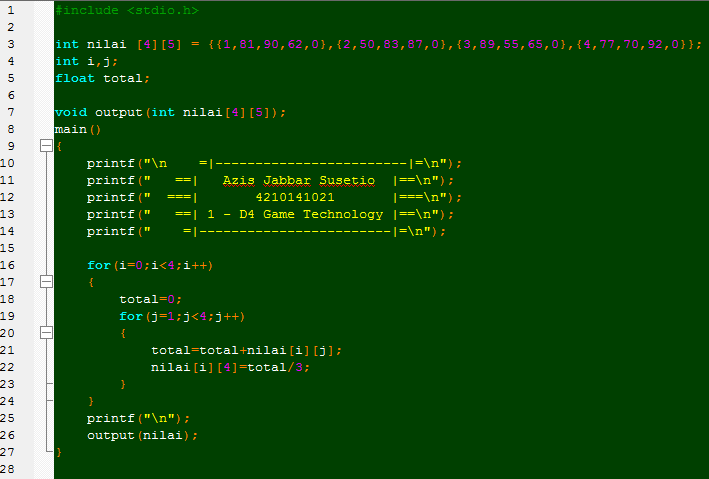 1 #include <stdio.h>
2
3 int nilai [4][5] = {{1,81,90,62,0},{2,50,83,87,0},{3,89,55,65,0},{4,77,70,92,0}};
4 int i,j;
5 float total;
6
7 void output(int nilai[4][5]);
8 main()
9 {
10     printf("\n    =|------------------------|=\n");
11     printf("   ==|   Azis Jabbar Susetio  |==\n");
12     printf("  ===|       4210141021       |===\n");
13     printf("   ==| 1 - D4 Game Technology |==\n");
14     printf("    =|------------------------|=\n");
15
16     for(i=0;i<4;i++)
17     {
18         total=0;
19         for(j=1;j<4;j++)
20         {
21             total=total+nilai[i][j];
22             nilai[i][4]=total/3;
23         }
24     }
25     printf("\n");
26     output(nilai);
27 }
28